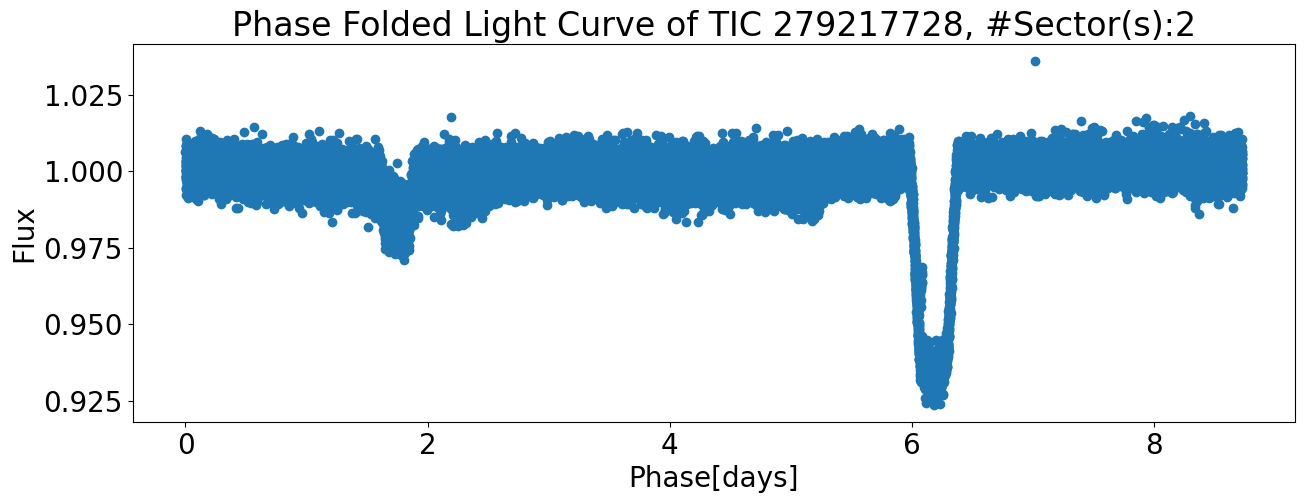 Phase Folded Light Curve of TIC 279217728, #Sector(s):2
1.025
1.000
0.975
0.950
0.925
Flux
0 2 4 6 8
Phase[days]